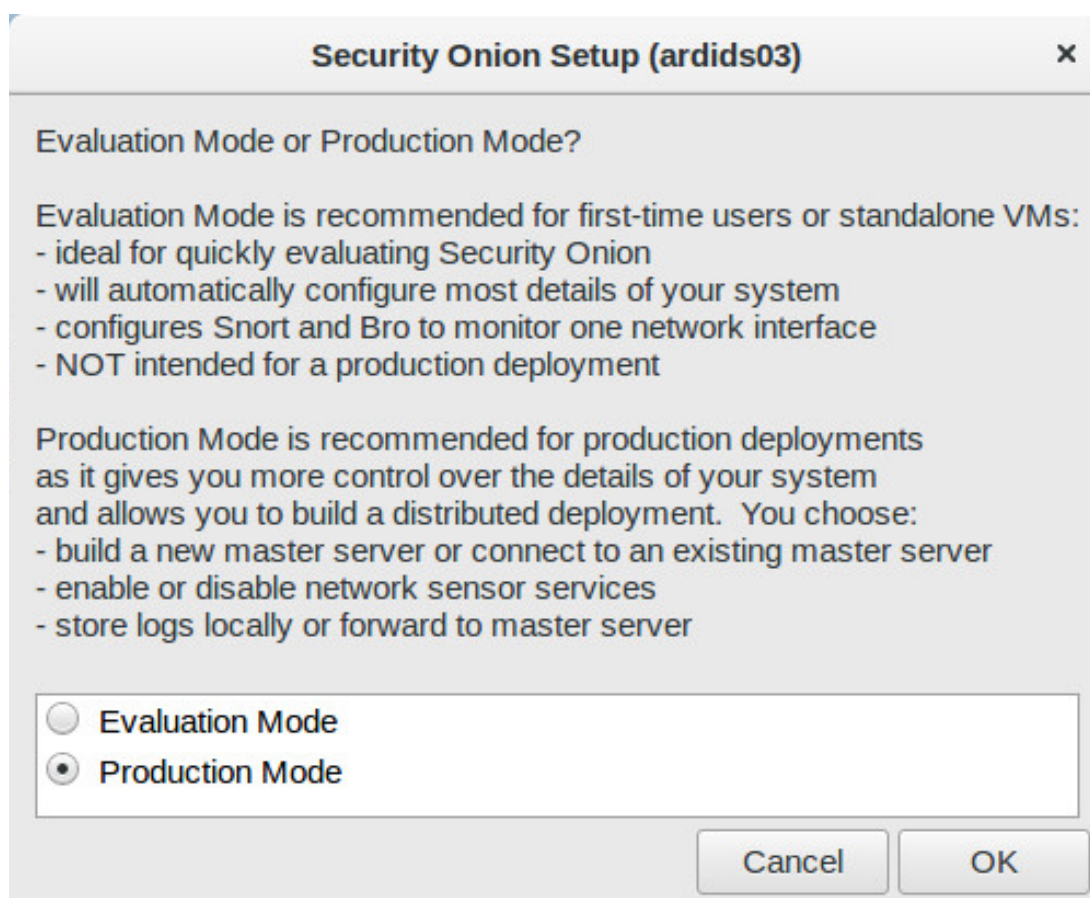 Security Onion Setup (ardids03)
Evaluation Mode or Production Mode?
Evaluation Mode is recommended for first-time users or standalone VMs:
- ideal for quickly evaluating Security Onion
- will automatically configure most details of your system
- configures Snort and Bro to monitor one network interface
- NOT intended for a production deployment
Production Mode is recommended for production deployments
as it gives you more control over the details of your system
and allows you to build a distributed deployment.  You choose:
- build a new master server or connect to an existing master server
- enable or disable network sensor services
- store logs locally or forward to master server
Evaluation Mode
Production Mode
Cancel OK